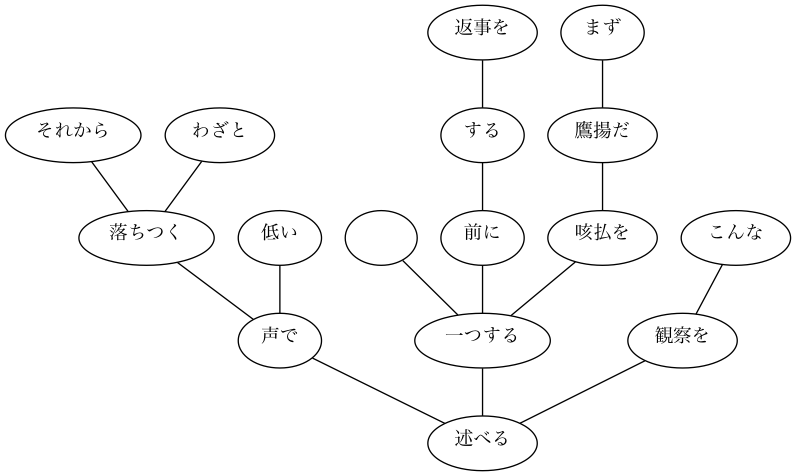 返事を
まず
それから
わざと
する
鷹揚だ
落ちつく
低い
前に
咳払を
こんな
声で
一つする
観察を
述べる